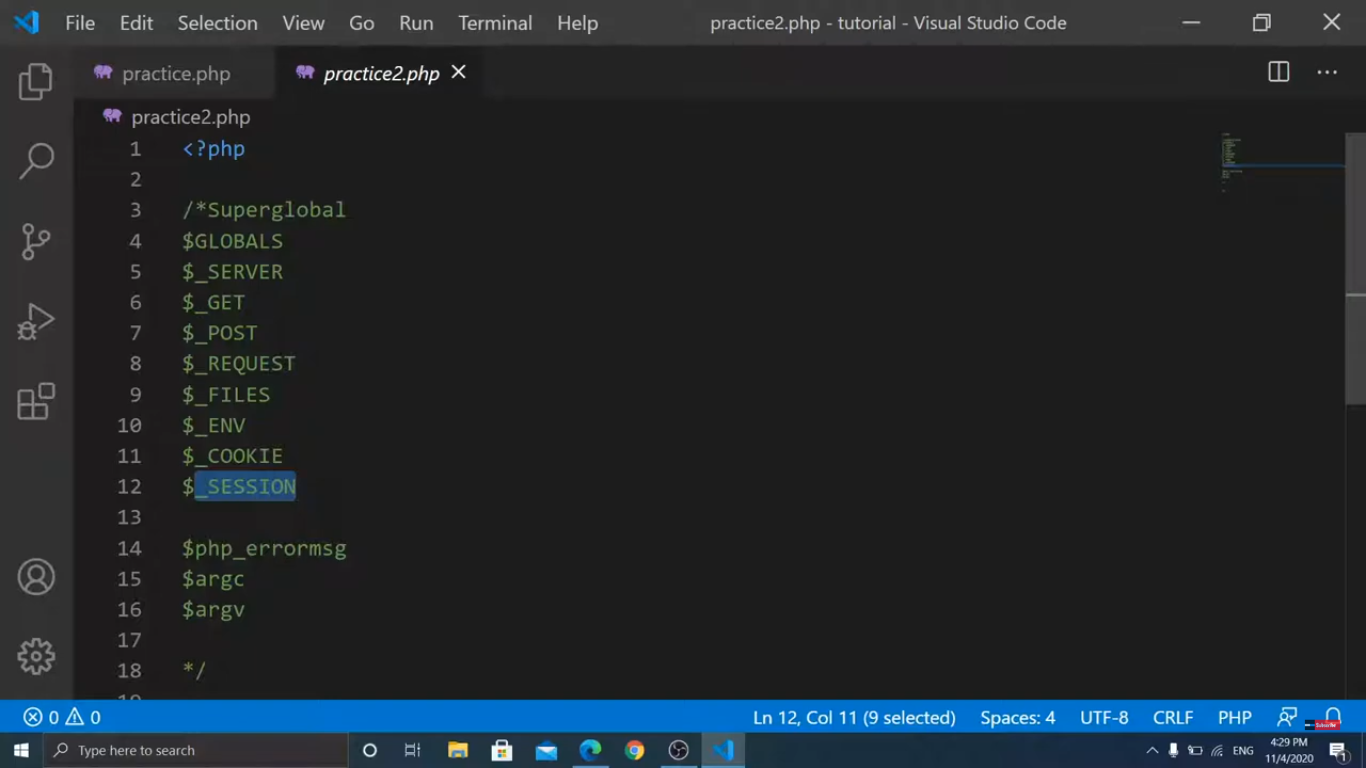 File Edit Selection View Go Run Terminal Help practice2.php - tutorial - Visual Studio Code
practice.php practice2.php
practice2.php
1 <?php
2
3 /*Superglobal
4 $GLOBALS
5 $_SERVER
6 $_GET
7 $_POST
8 $_REQUEST
9 $_FILES
10 $_ENV
11 $_COOKIE
12 $_SESSION
13
14 $php_errormsg
15 $argc
16 $argv
17
18 */
0 0 Ln 12, Col 11 (9 selected) Spaces: 4 UTF-8 CRLF PHP
Subscribe
Type here to search ENG 4:29 PM
11/4/2020
1